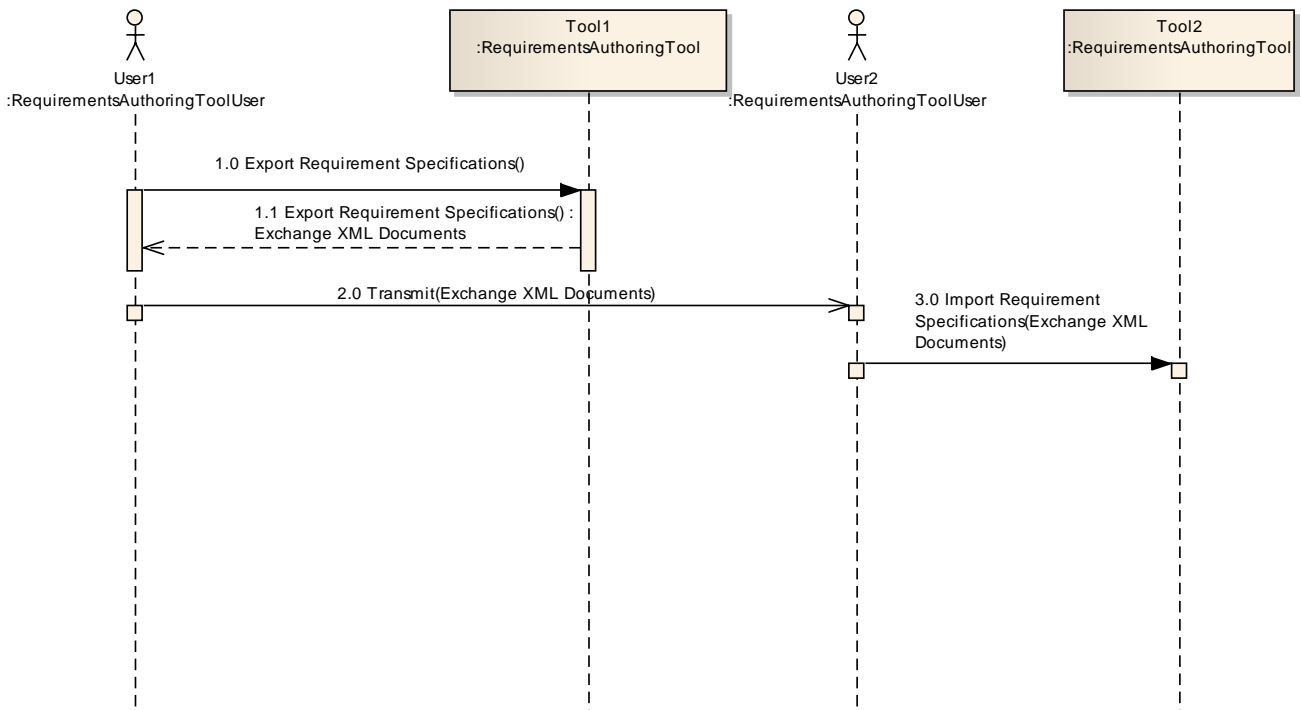 User1
:RequirementsAuthoringToolUser
Tool1
:RequirementsAuthoringTool
User2
:RequirementsAuthoringToolUser
Tool2
:RequirementsAuthoringTool
1.0 Export Requirement Specifications()
1.1 Export Requirement Specifications() :
Exchange XML Documents
2.0 Transmit(Exchange XML Documents)
3.0 Import Requirement
Specifications(Exchange XML
Documents)